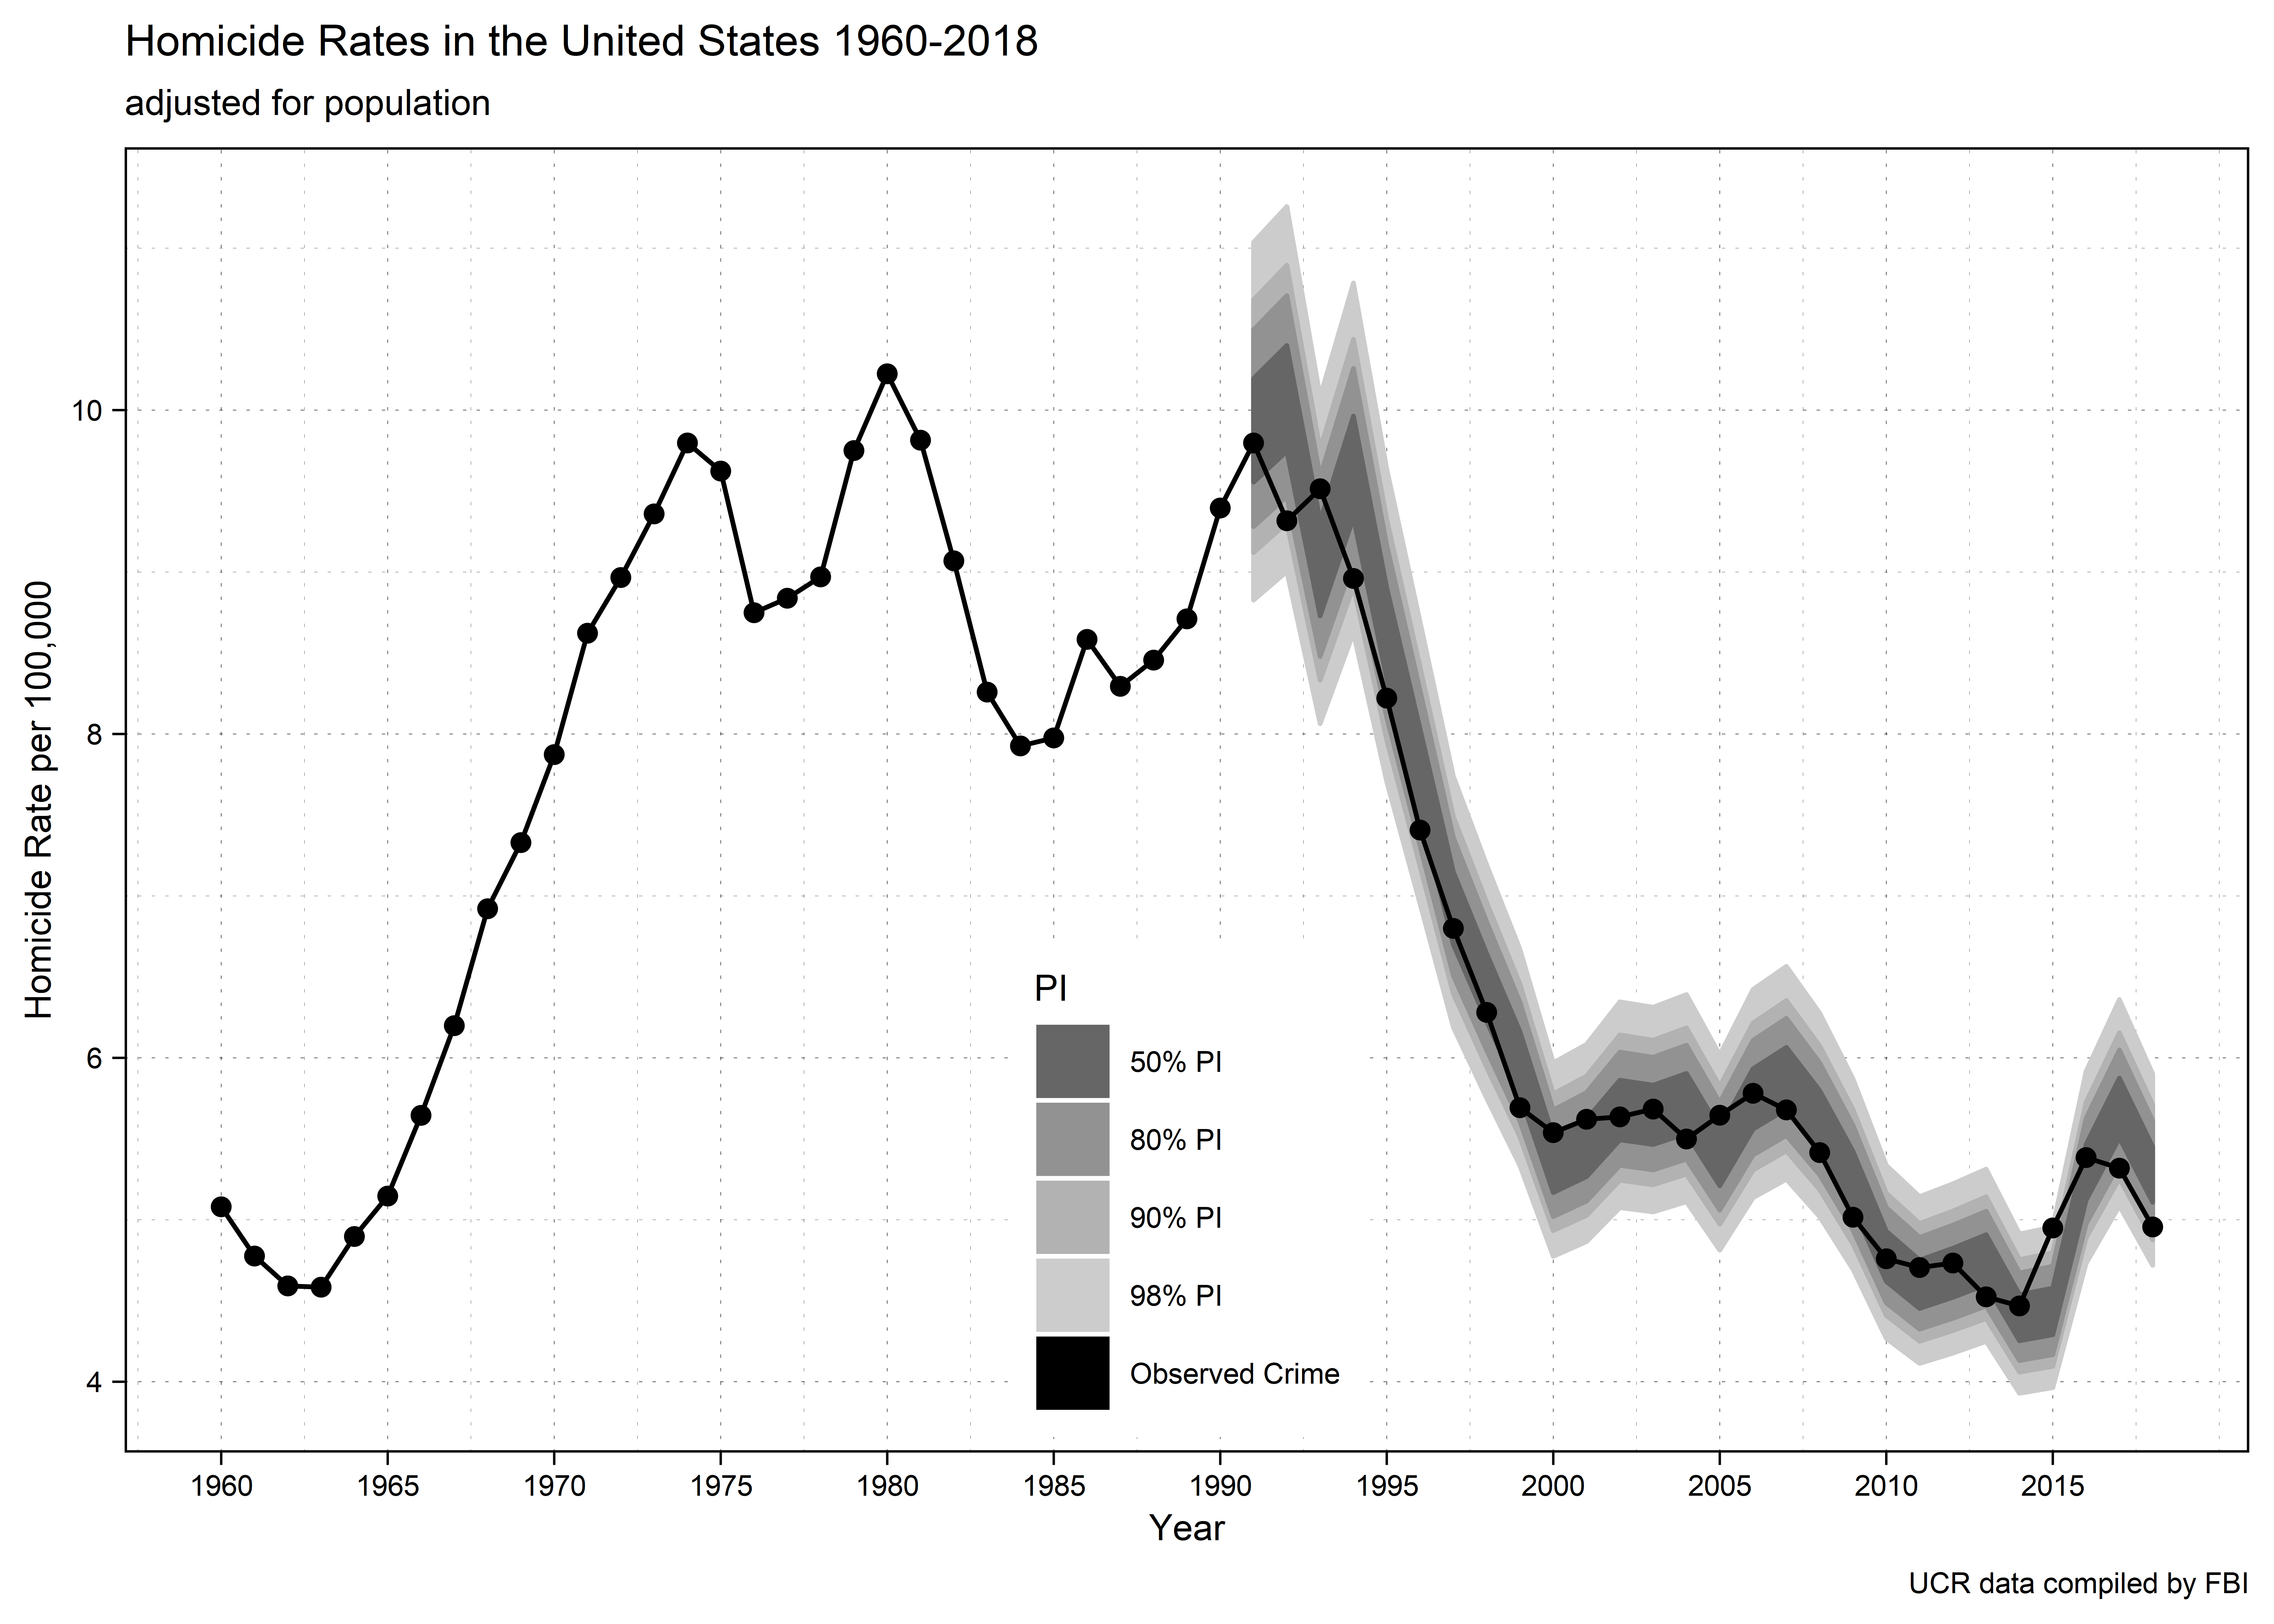 Homicide Rates in the United States 1960-2018
adjusted for population
Homicide Rate per 100,000
10
8
6
4
PI
50% PI
80% PI
90% PI
98% PI
Observed Crime
1960 1965 1970 1975 1980 1985 1990 1995 2000 2005 2010 2015
Year
UCR data compiled by FBI